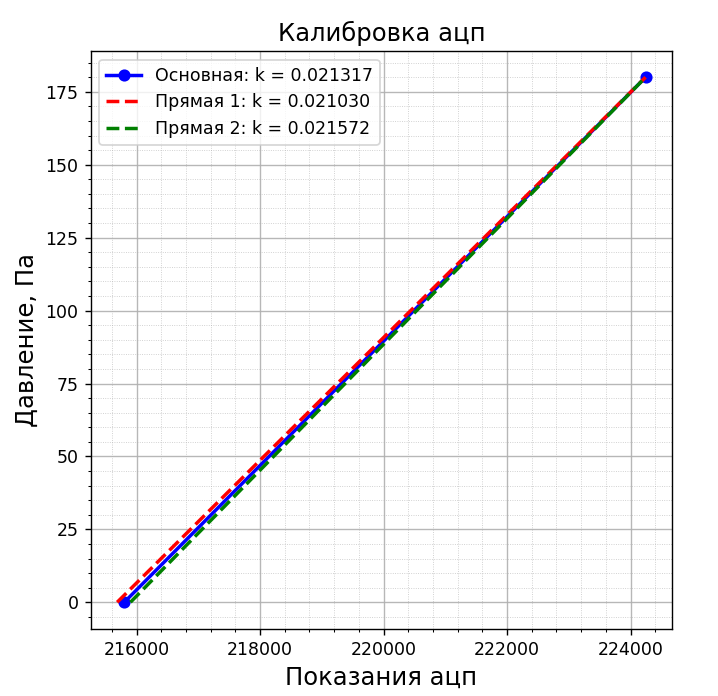 Калибровка ацп
Основная: k = 0.021317
Прямая 1: k = 0.021030
Прямая 2: k = 0.021572
175
150
125
100
75
50
25
0
Давление, Па
216000
218000
220000
222000
224000
Показания ацп